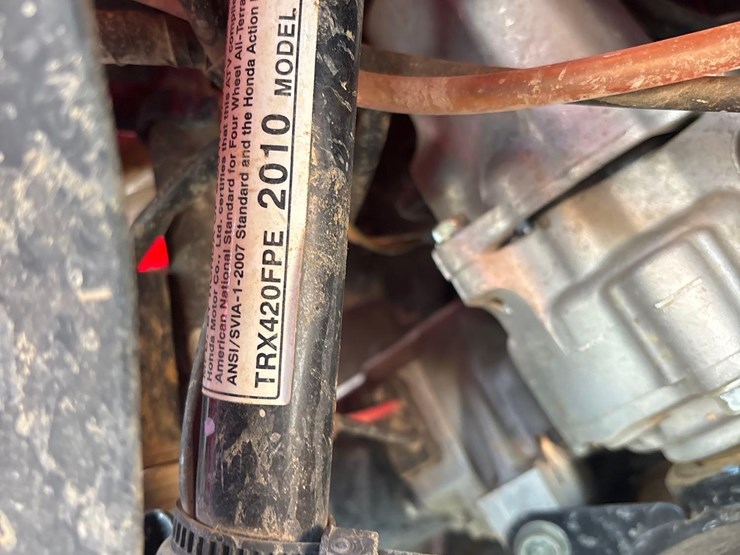 Honda Motor Co., Ltd. certifies that this ATV
American National Standard for Four Wheel All-Terra
ANSI/SVIA-1-2007 Standard and the Honda Action
TRX420FPE 2010 MODEL